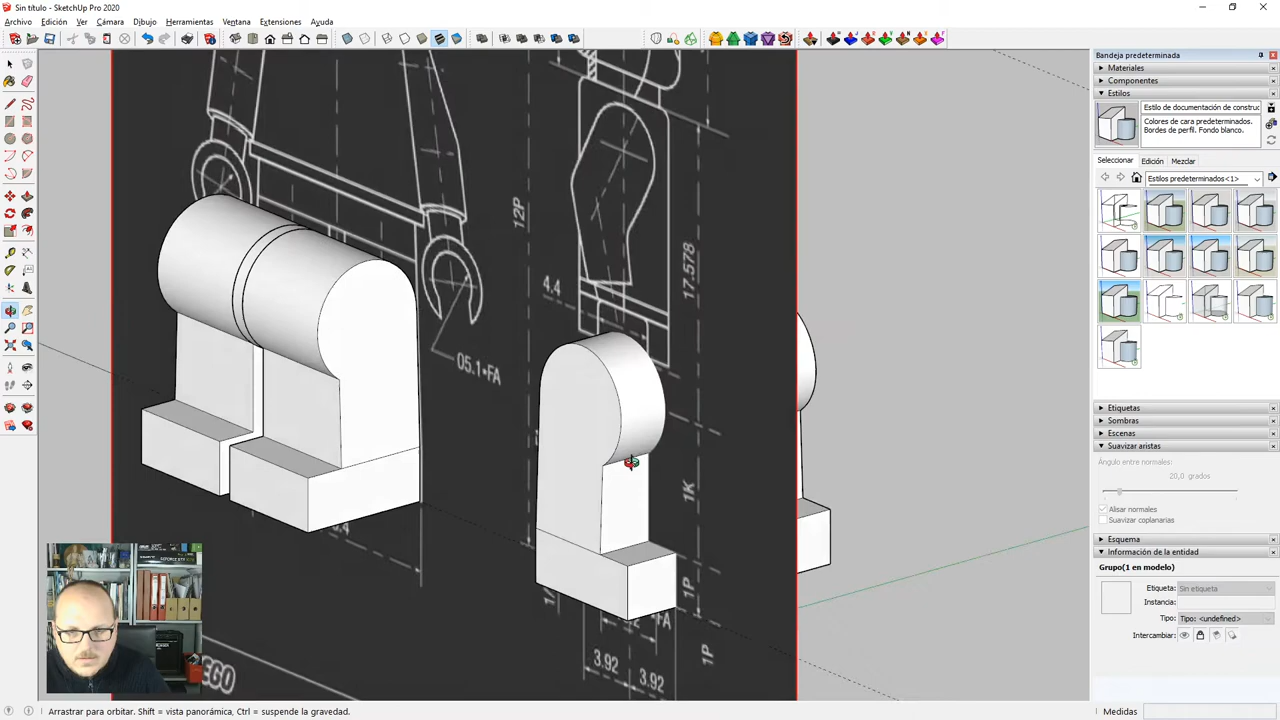 Sin título - SketchUp Pro 2020
Archivo Edición Ver Cámara Dibujo Herramientas Ventana Extensiones Ayuda
Bandeja predeterminada
Materiales
Componentes
Estilos
Estilo de documentación de construc
Colores de cara predeterminados.
Bordes de perfil. Fondo blanco.
Seleccionar Edición Mezclar
Estilos predeterminados<1>
Etiquetas
Sombras
Escenas
Suavizar aristas
Ángulo entre normales:
20,0 grados
Alisar normales
Suavizar coplanarias
Esquema
Información de la entidad
Grupo(1 en modelo)
Etiqueta: Sin etiqueta
Instancia:
Tipo: Tipo: <undefined>
Intercambiar:
12P
17.578
4.4
05.1•FA
1K
1P
1P
3.92
3.92
Arrastrar para orbitar. Shift = vista panorámica, Ctrl = suspende la gravedad.
Medidas